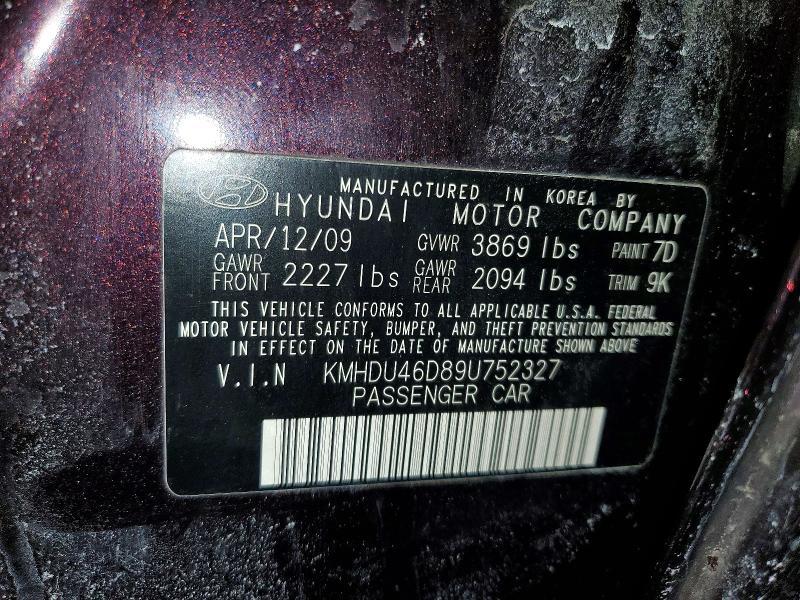 MANUFACTURED IN KOREA BY
HYUNDAI MOTOR COMPANY
APR/12/09 GVWR 3869 lbs PAINT 7D
GAWR FRONT 2227 lbs GAWR REAR 2094 lbs TRIM 9K
THIS VEHICLE CONFORMS TO ALL APPLICABLE U.S.A. FEDERAL
MOTOR VEHICLE SAFETY, BUMPER, AND THEFT PREVENTION STANDARDS
IN EFFECT ON THE DATE OF MANUFACTURE SHOWN ABOVE
V.I.N KMHDU46D89U752327
PASSENGER CAR